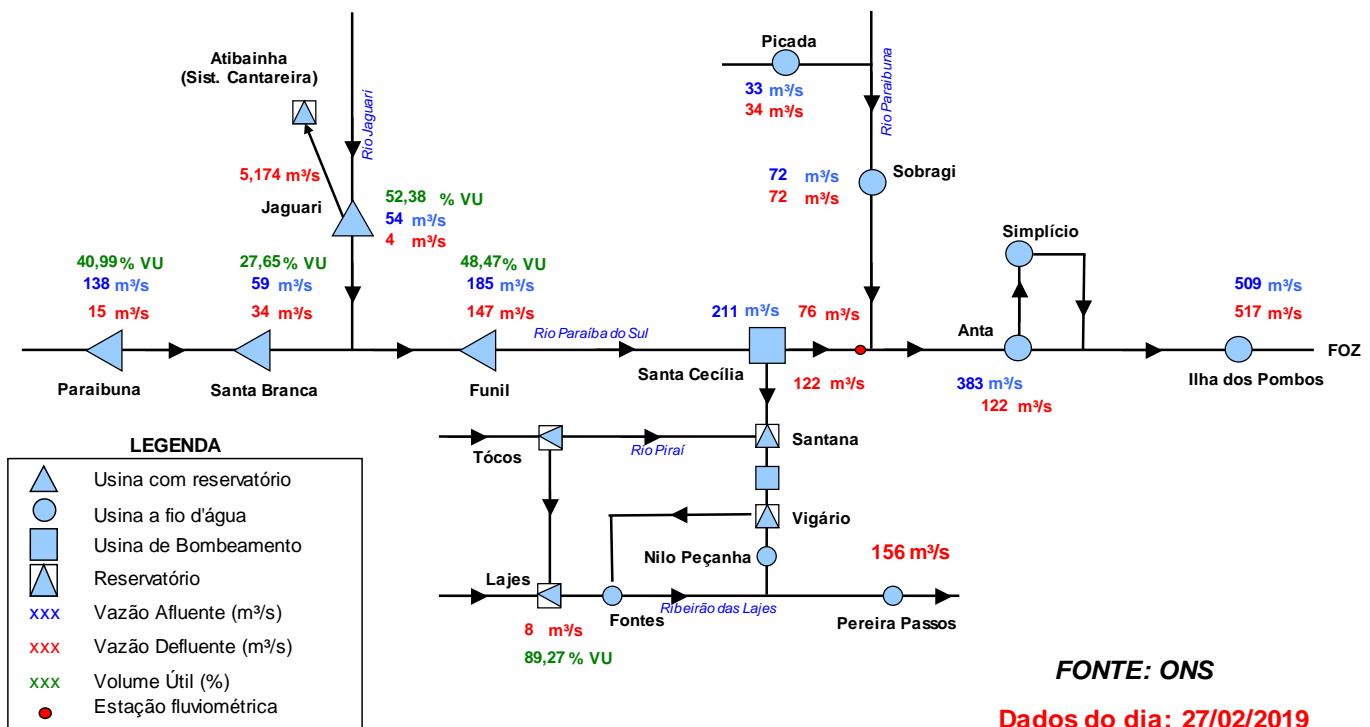 Picada
Atibainha
(Sist. Cantareira)
33 m³/s
34 m³/s
Rio Jaguari
Rio Paraibuna
5,174 m³/s
Jaguari
52,38 % VU
54 m³/s
4 m³/s
72 m³/s
72 m³/s
Sobragi
Simplício
40,99% VU
138 m³/s
15 m³/s
27,65% VU
59 m³/s
34 m³/s
48,47% VU
185 m³/s
147 m³/s
211 m³/s
76 m³/s
509 m³/s
517 m³/s
Rio Paraíba do Sul
Anta
FOZ
Paraibuna
Santa Branca
Funil
Santa Cecília
122 m³/s
383 m³/s
122 m³/s
Ilha dos Pombos
Tócos
Rio Piraí
Santana
Vigário
Nilo Peçanha
156 m³/s
Lajes
Fontes
Ribeirão das Lajes
Pereira Passos
8 m³/s
89,27% VU
LEGENDA
Usina com reservatório
Usina a fio d'água
Usina de Bombeamento
Reservatório
xxx Vazão Afluente (m³/s)
xxx Vazão Defluente (m³/s)
xxx Volume Útil (%)
Estação fluviométrica
FONTE: ONS
Dados do dia: 27/02/2019